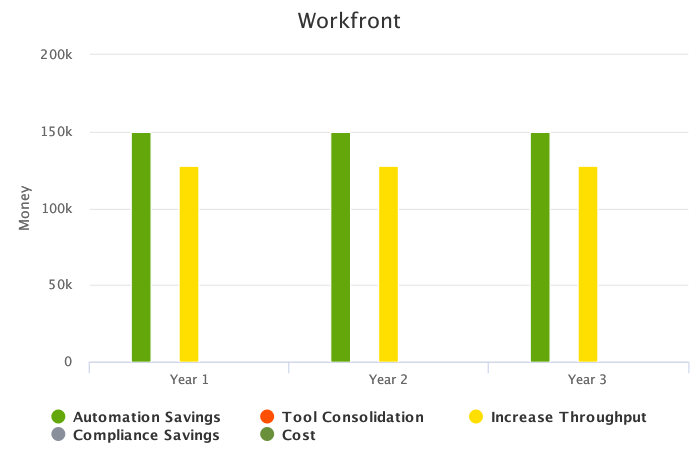 Workfront
200k
150k
100k
50k
0
Money
Year 1 Year 2 Year 3
Automation Savings Tool Consolidation Increase Throughput
Compliance Savings Cost